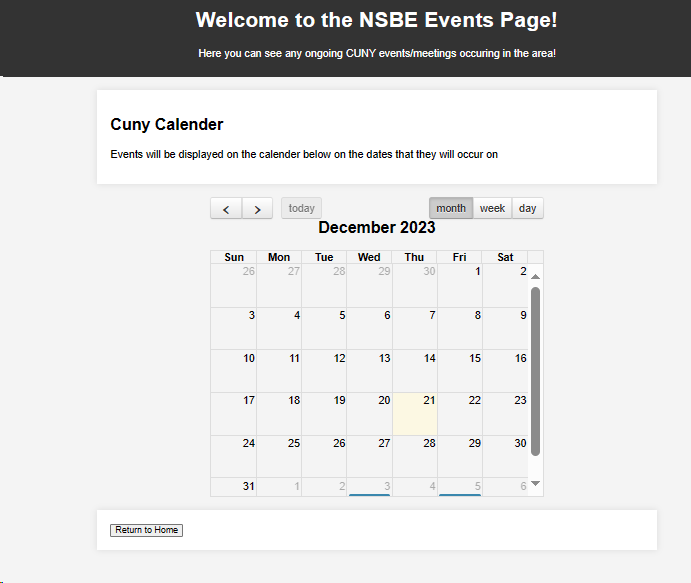 Welcome to the NSBE Events Page!
Here you can see any ongoing CUNY events/meetings occuring in the area!
Cuny Calender
Events will be displayed on the calender below on the dates that they will occur on
today month week day
December 2023
Sun Mon Tue Wed Thu Fri Sat
26 27 28 29 30 1 2
3 4 5 6 7 8 9
10 11 12 13 14 15 16
17 18 19 20 21 22 23
24 25 26 27 28 29 30
31 1 2 3 4 5 6
Return to Home